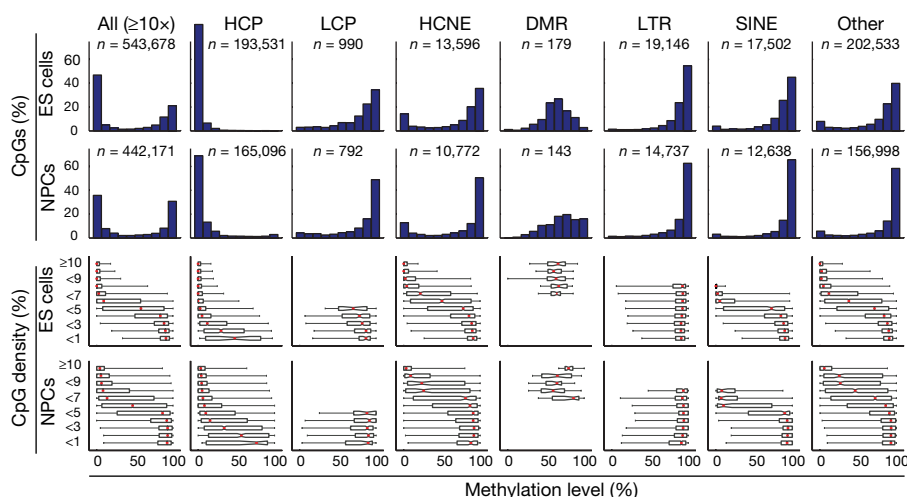 All (≥10×) HCP LCP HCNE DMR LTR SINE Other
n = 543,678 n = 193,531 n = 990 n = 13,596 n = 179 n = 19,146 n = 17,502 n = 202,533
CpGs (%)
ES cells
60
40
20
0
n = 442,171 n = 165,096 n = 792 n = 10,772 n = 143 n = 14,737 n = 12,638 n = 156,998
NPCs
60
40
20
0
CpG density (%)
ES cells
≥10
<9
<7
<5
<3
<1
NPCs
≥10
<9
<7
<5
<3
<1
0 50 100 0 50 100 0 50 100 0 50 100 0 50 100 0 50 100 0 50 100 0 50 100
Methylation level (%)